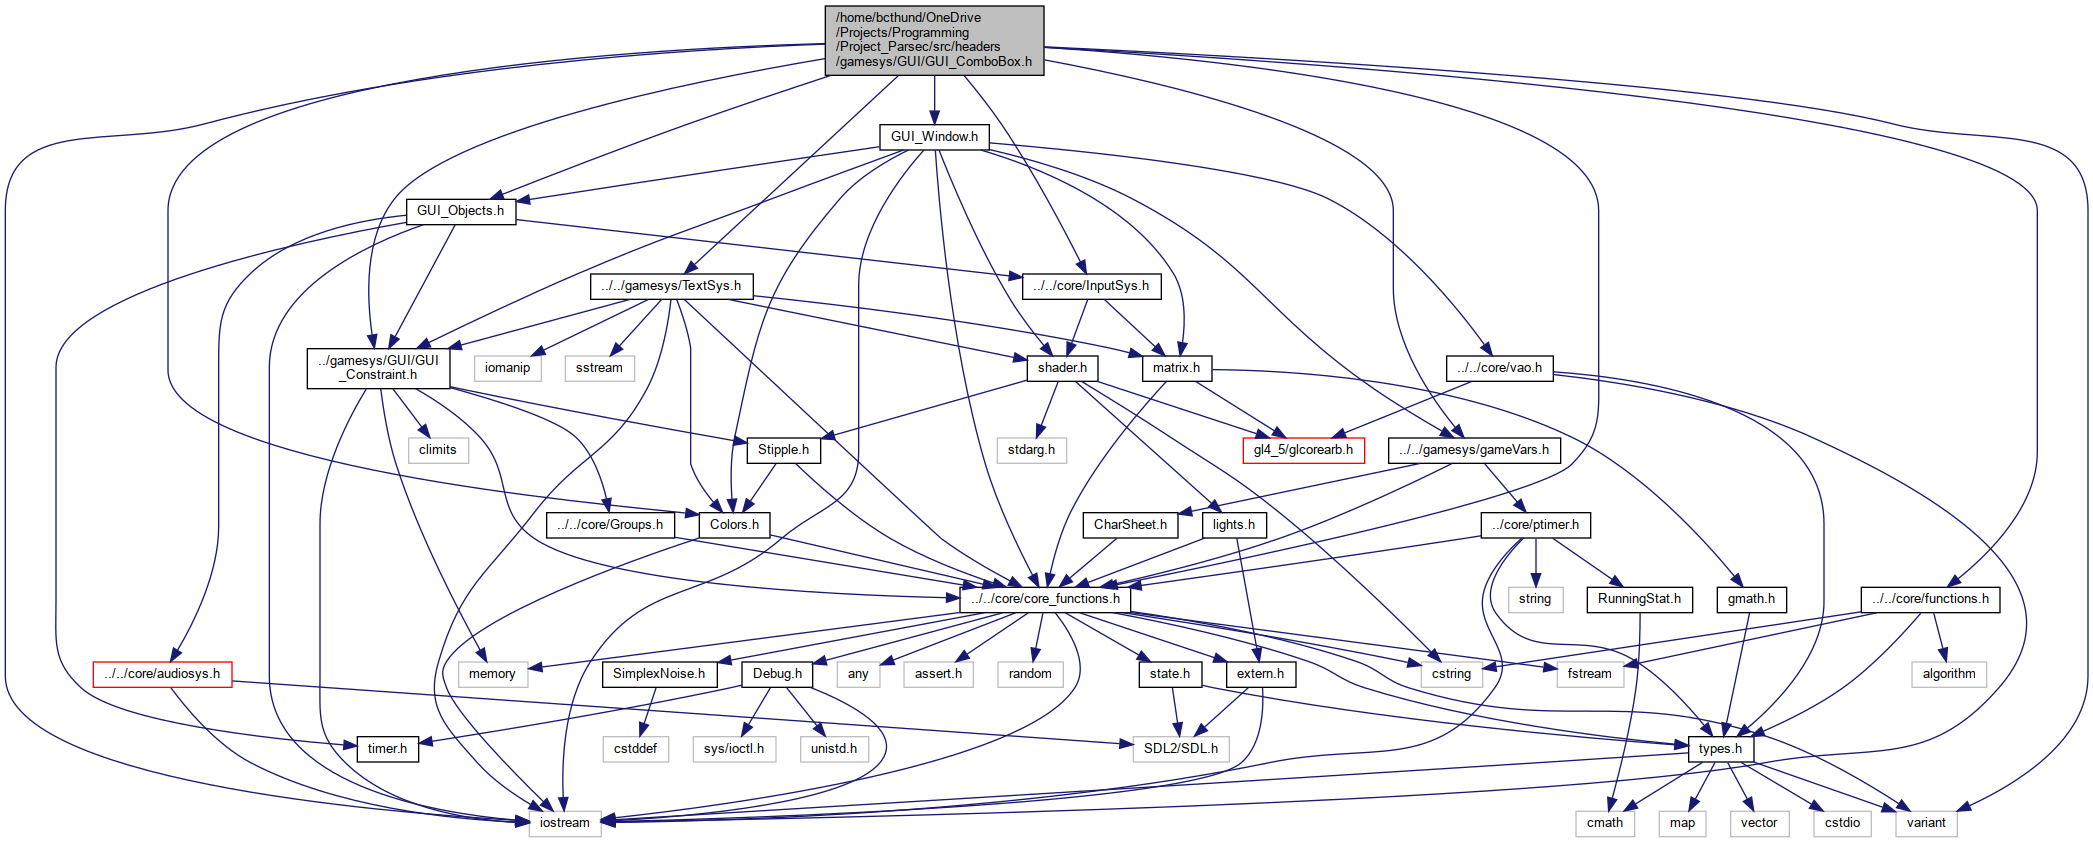 /home/bcthund/OneDrive
/Projects/Programming
/Project_Parsec/src/headers
/gamesys/GUI/GUI_ComboBox.h
GUI_Window.h
GUI_Objects.h
../../gamesys/TextSys.h
../../core/InputSys.h
../gamesys/GUI/GUI
_Constraint.h
iomanip
sstream
shader.h
matrix.h
../../core/vao.h
climits
Stipple.h
stdarg.h
gl4_5/glcorearb.h
../../gamesys/gameVars.h
../../core/Groups.h
Colors.h
CharSheet.h
lights.h
../core/ptimer.h
../../core/core_functions.h
string
RunningStat.h
gmath.h
../../core/functions.h
../../core/audiosys.h
memory
SimplexNoise.h
Debug.h
any
assert.h
random
state.h
extern.h
cstring
fstream
algorithm
timer.h
cstddef
sys/ioctl.h
unistd.h
SDL2/SDL.h
types.h
iostream
cmath
map
vector
cstdio
variant